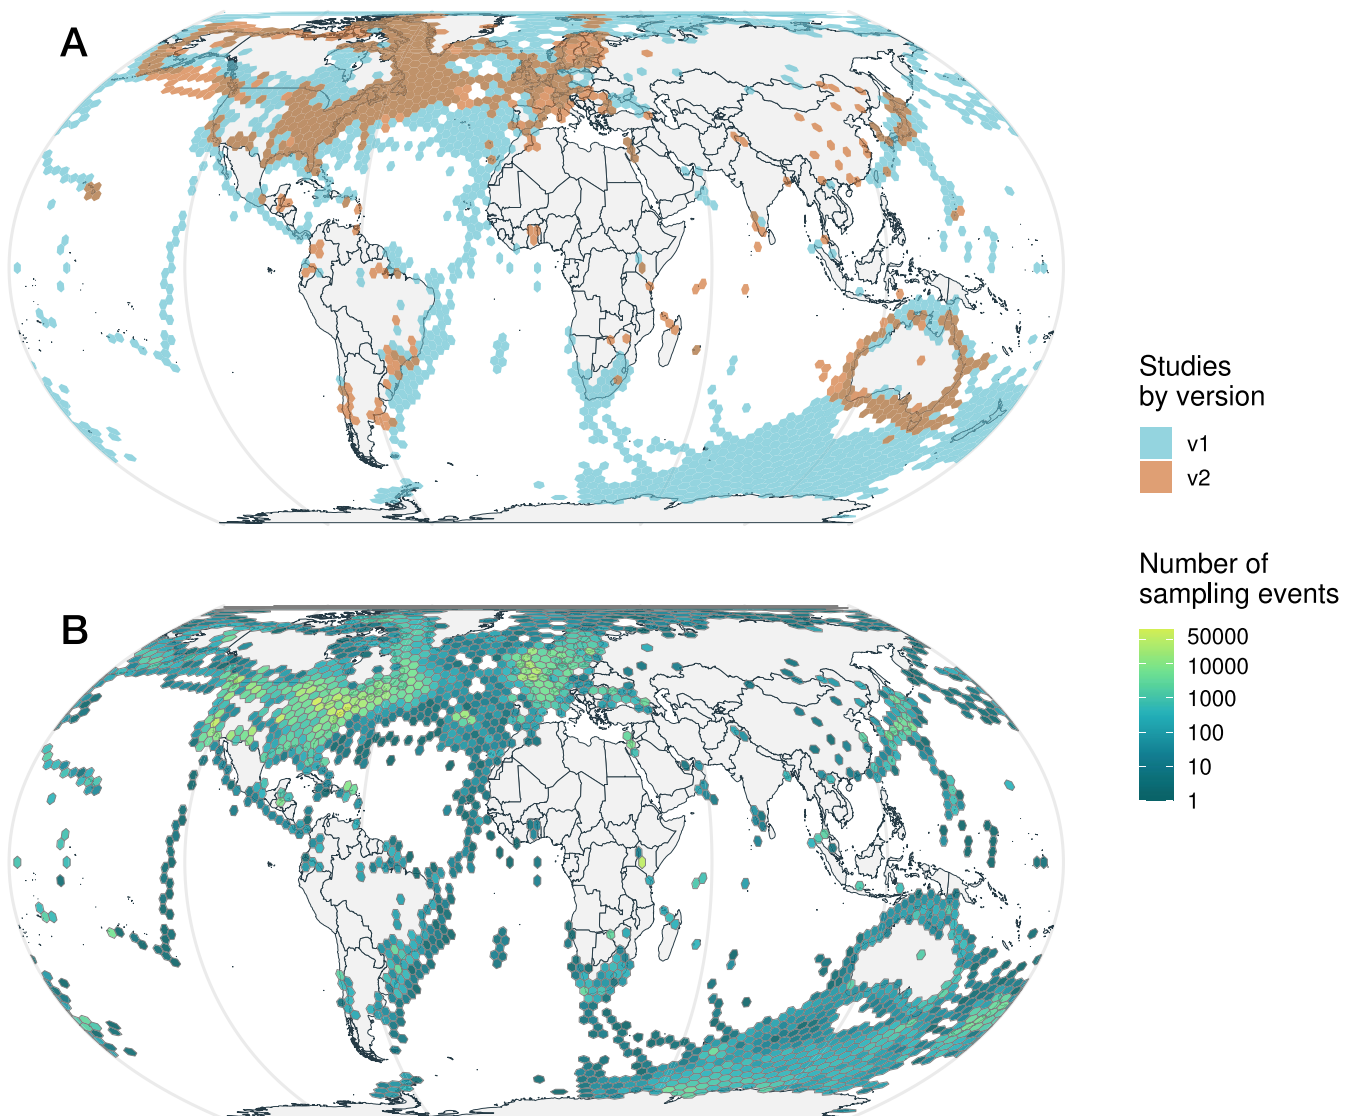 A
Studies
by version
v1
v2
B
Number of
sampling events
50000
10000
1000
100
10
1